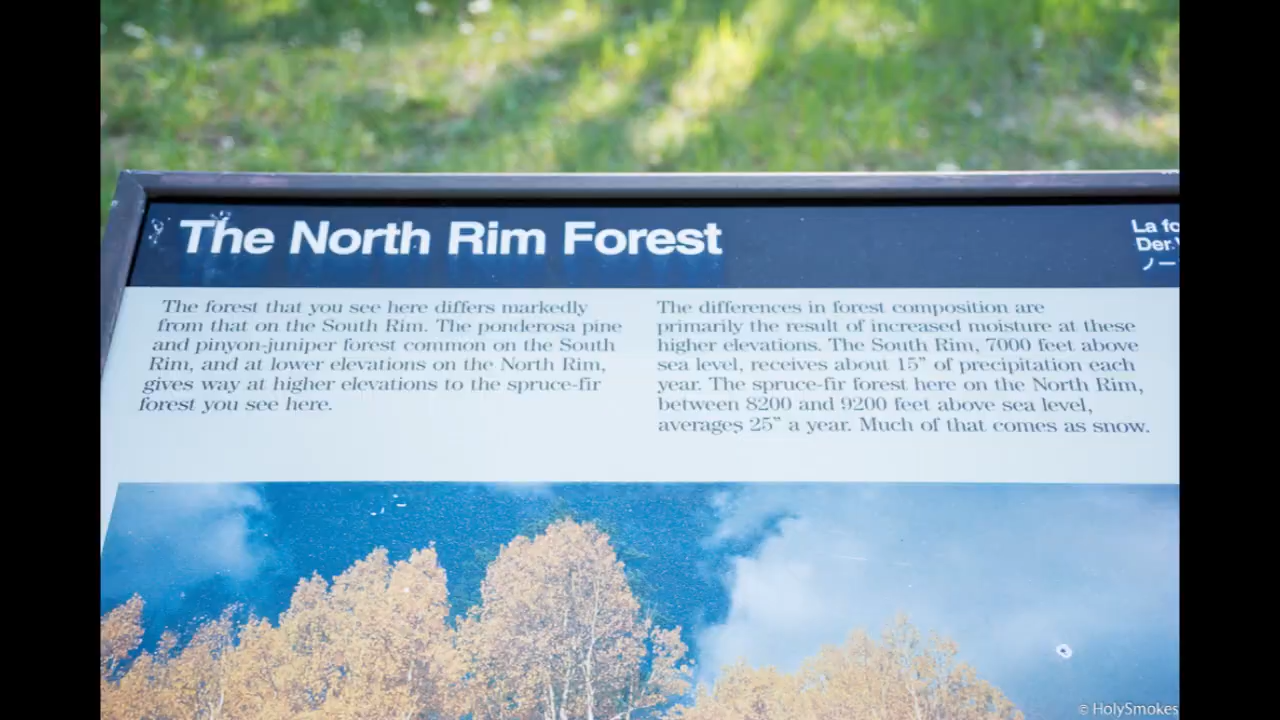 The North Rim Forest
La fo
Der
ノー
The forest that you see here differs markedly
from that on the South Rim. The ponderosa pine
and pinyon-juniper forest common on the South
Rim, and at lower elevations on the North Rim,
gives way at higher elevations to the spruce-fir
forest you see here.
The differences in forest composition are
primarily the result of increased moisture at these
higher elevations. The South Rim, 7000 feet above
sea level, receives about 15” of precipitation each
year. The spruce-fir forest here on the North Rim,
between 8200 and 9200 feet above sea level,
averages 25” a year. Much of that comes as snow.
© HolySmokes